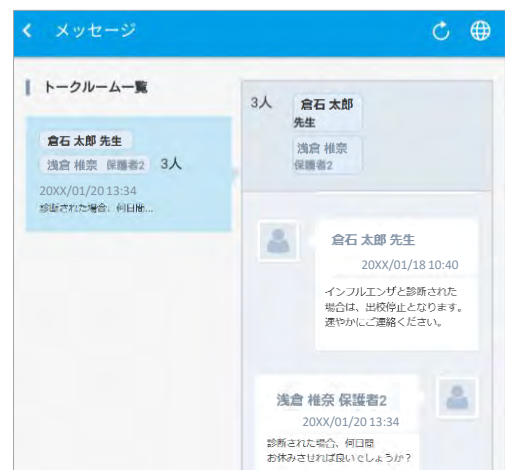 メッセージ
トークルーム一覧
倉石 太郎 先生
浅倉 椎奈 保護者2 3人
20XX/01/20 13:34
診断された場合、何日間...
3人 倉石 太郎
先生
浅倉 椎奈
保護者2
倉石 太郎 先生
20XX/01/18 10:40
インフルエンザと診断された
場合は、出校停止となります。
速やかにご連絡ください。
浅倉 椎奈 保護者2
20XX/01/20 13:34
診断された場合、何日間
お休みさせれば良いでしょうか?